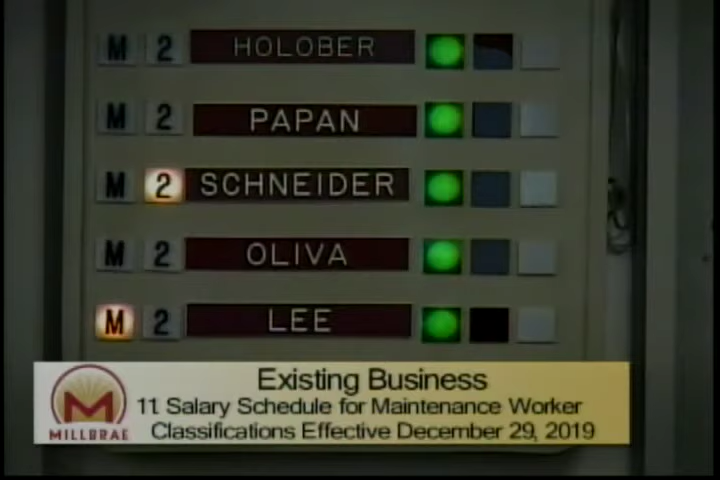 M 2 HOLOBER
M 2 PAPAN
M 2 SCHNEIDER
M 2 OLIVA
M 2 LEE
Existing Business
11. Salary Schedule for Maintenance Worker
Classifications Effective December 29, 2019
M
MILLBRAE